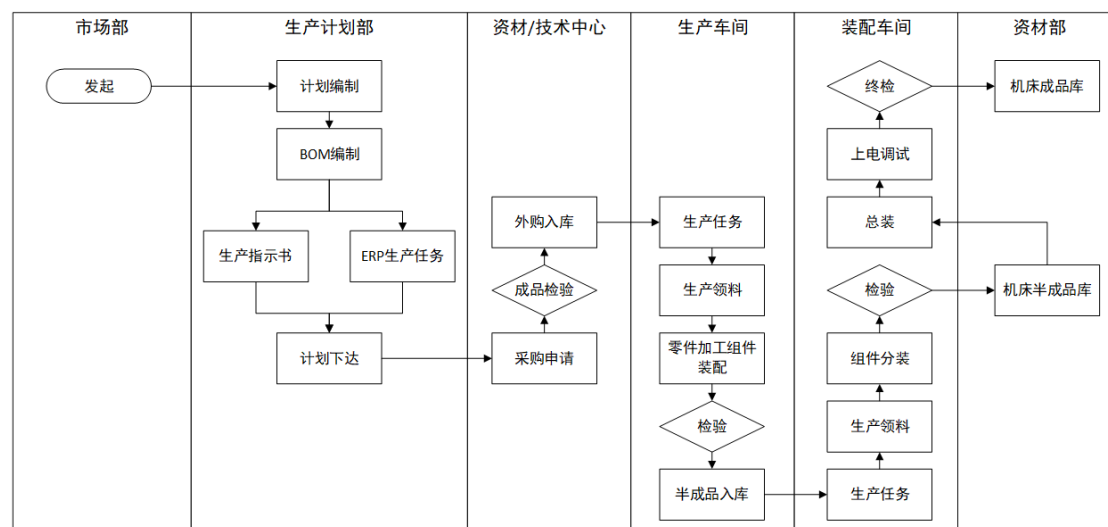 市场部
生产计划部
资材/技术中心
生产车间
装配车间
资材部
发起
计划编制
BOM编制
生产指示书
ERP生产任务
计划下达
外购入库
成品检验
采购申请
生产任务
生产领料
零件加工组件
装配
检验
半成品入库
终检
上电调试
总装
检验
组件分装
生产领料
生产任务
机床成品库
机床半成品库